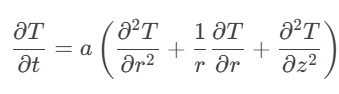 ∂T/∂t = a ( ∂²T/∂r² + 1/r ∂T/∂r + ∂²T/∂z² )